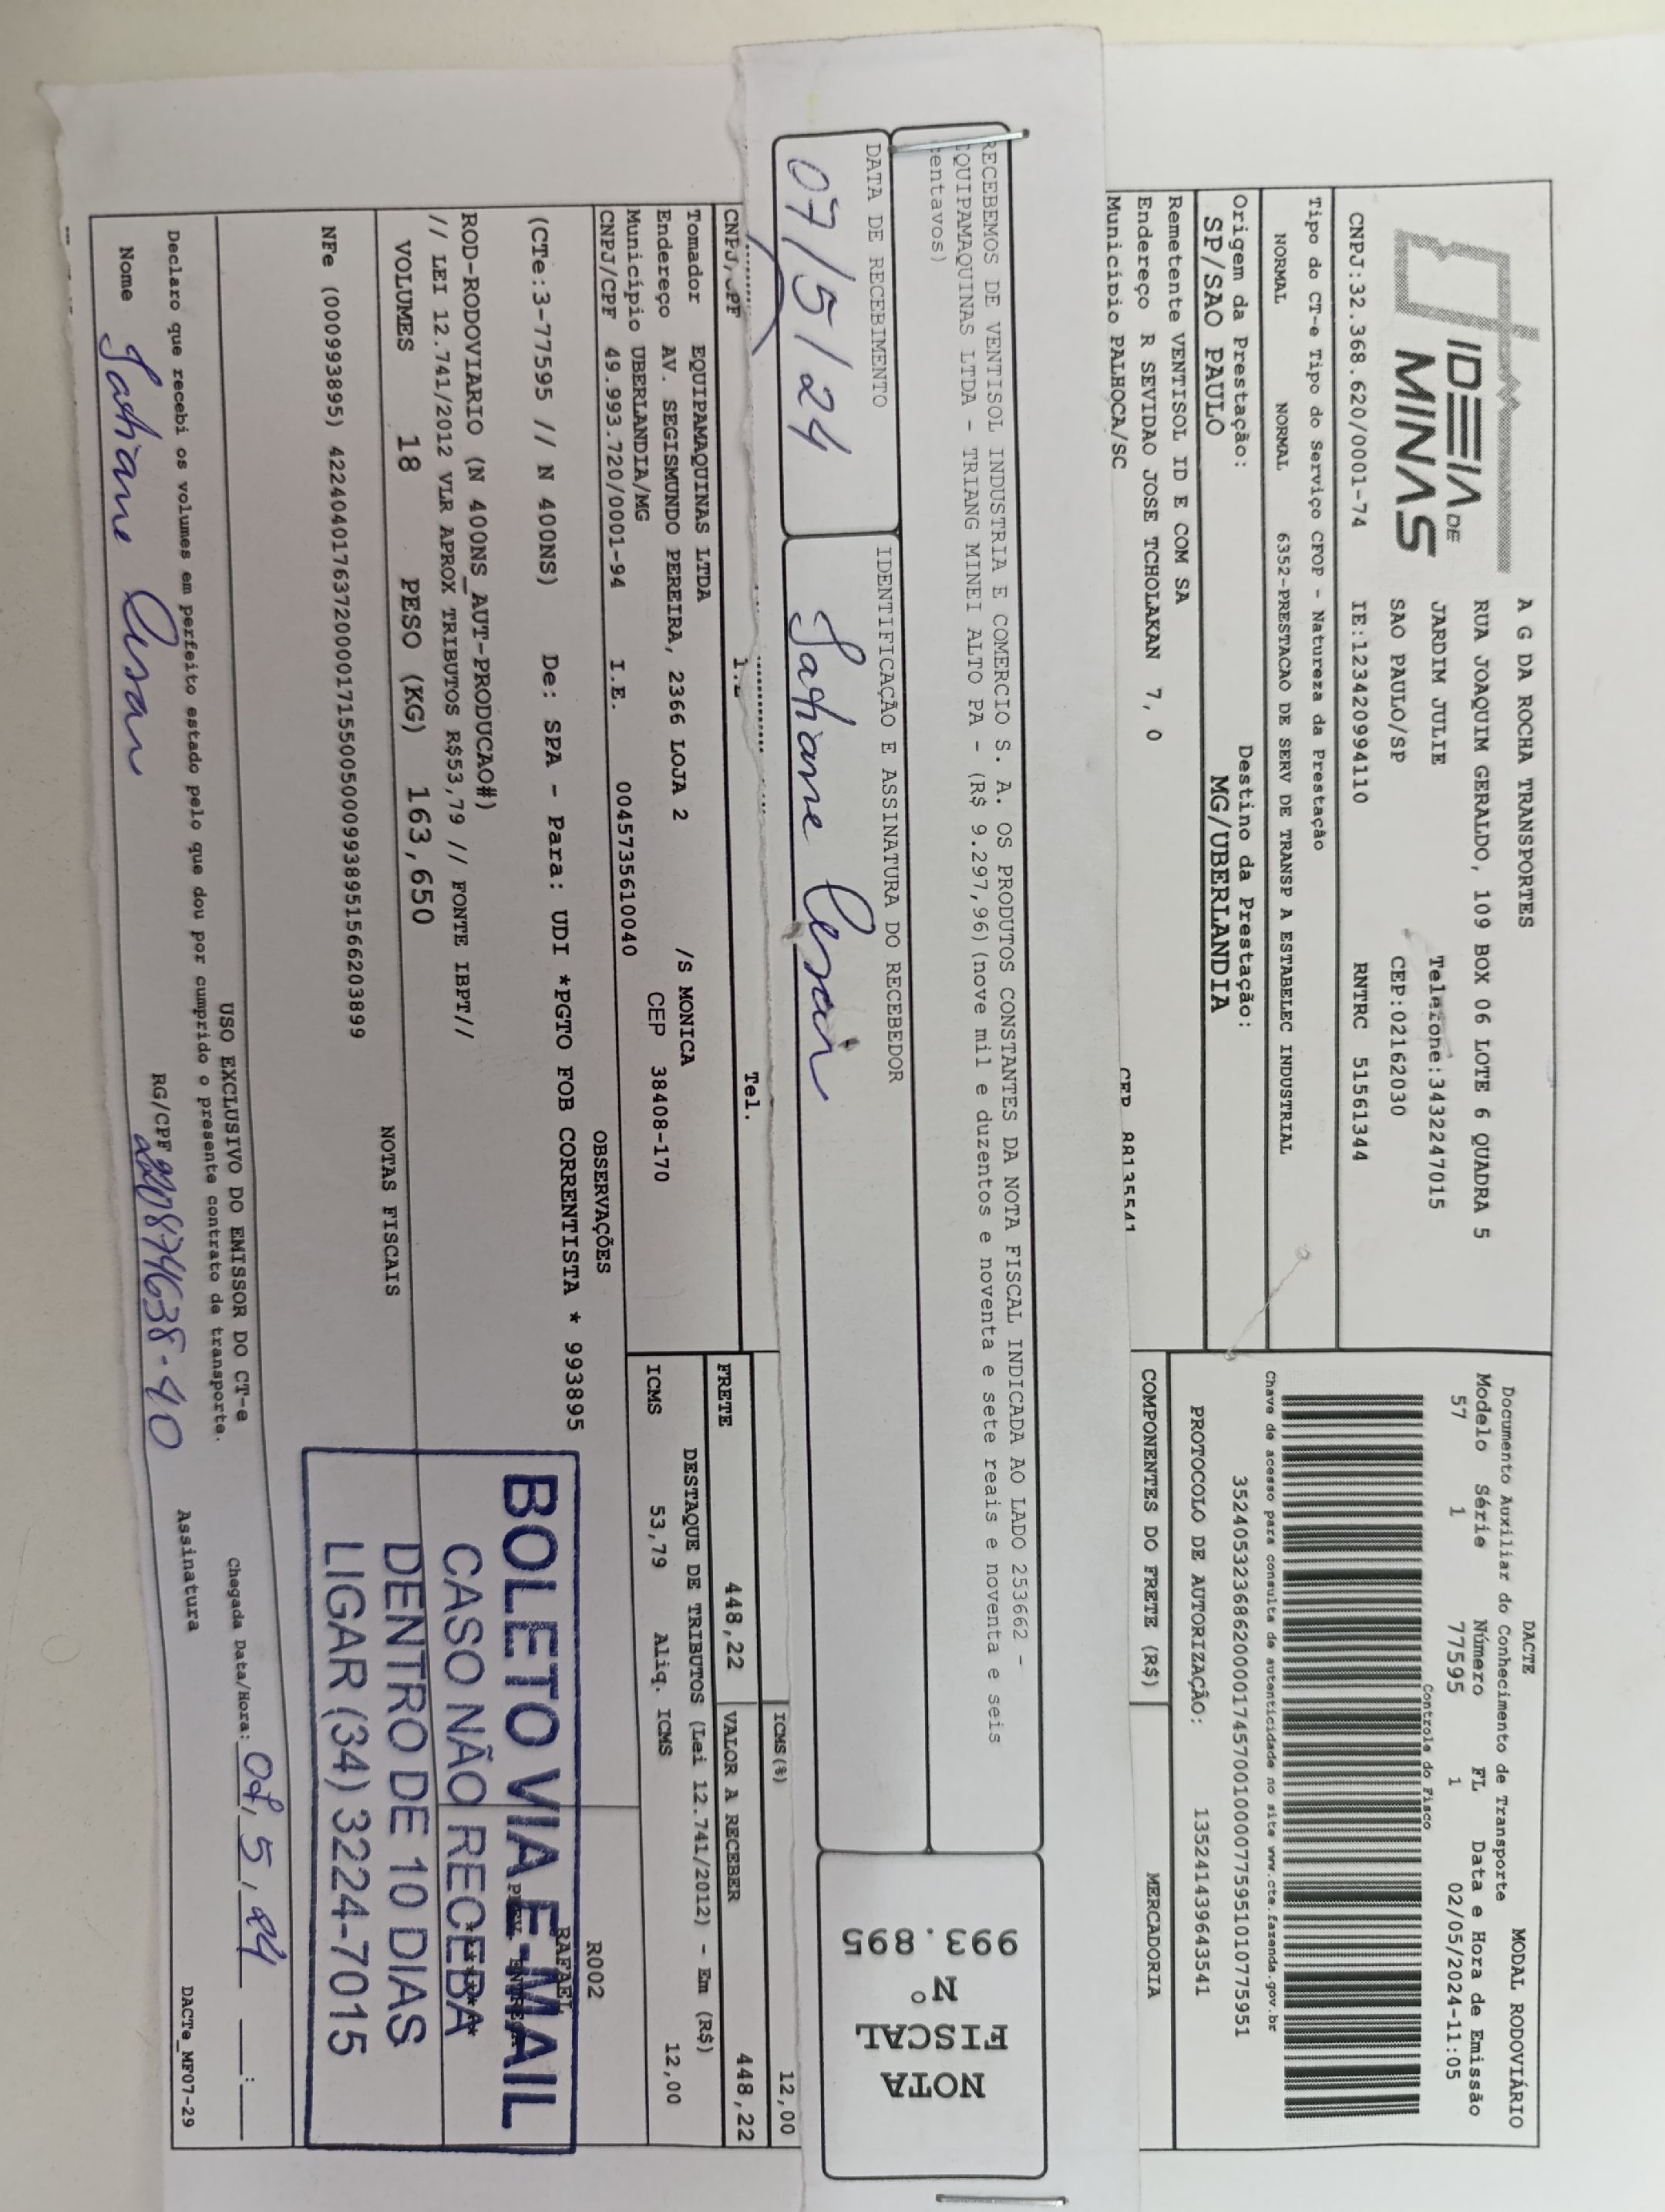 IDEIA DE
MINAS
A G DA ROCHA TRANSPORTES
RUA JOAQUIM GERALDO, 109 BOX 06 LOTE 6 QUADRA 5
JARDIM JULIE Telefone:3432247015
SAO PAULO/SP CEP:02162030
CNPJ:32.368.620/0001-74 IE:123420994110 RNTRC 51561344
DACTE MODAL RODOVIÁRIO
Documento Auxiliar do Conhecimento de Transporte
Modelo Série Número FL Data e Hora de Emissão
57 1 77595 1 02/05/2024-11:05
Controle do Fisco
Chave de acesso para consulta de autenticidade no site www.cte.fazenda.gov.br
35240532368620000174570010000775951010775951
Tipo do CT-e Tipo do Serviço CFOP - Natureza da Prestação
NORMAL NORMAL 6352-PRESTACAO DE SERV DE TRANSP A ESTABELEC INDUSTRIAL
PROTOCOLO DE AUTORIZAÇÃO: 135241439643541
Origem da Prestação: Destino da Prestação:
SP/SAO PAULO MG/UBERLANDIA
Remetente VENTISOL ID E COM SA
Endereço R SEVIDAO JOSE TCHOLAKAN 7, 0
Município PALHOCA/SC CEP 88135541
COMPONENTES DO FRETE (R$) MERCADORIA
RECEBEMOS DE VENTISOL INDUSTRIA E COMERCIO S. A. OS PRODUTOS CONSTANTES DA NOTA FISCAL INDICADA AO LADO 253662 -
EQUIPAMAQUINAS LTDA - TRIANG MINEI ALTO PA - (R$ 9.297,96)(nove mil e duzentos e noventa e sete reais e noventa e seis
centavos)
DATA DE RECEBIMENTO IDENTIFICAÇÃO E ASSINATURA DO RECEBEDOR
07/5/24
NOTA
FISCAL
N°
993.895
ICMS(%) 12,00
CNPJ/CPF Tel.
FRETE 448,22 VALOR A RECEBER 448,22
Tomador EQUIPAMAQUINAS LTDA
Endereço AV. SEGISMUNDO PEREIRA, 2366 LOJA 2 /S MONICA
Município UBERLANDIA/MG CEP 38408-170
CNPJ/CPF 49.993.720/0001-94 I.E. 0045735610040
DESTAQUE DE TRIBUTOS (Lei 12.741/2012) - Em (R$)
ICMS 53,79 Aliq. ICMS 12,00
OBSERVAÇÕES
R002
RAFAEL
(CTe:3-77595 // N 400NS) De: SPA - Para: UDI *PGTO FOB CORRENTISTA * 993895
ROD-RODOVIARIO (N 400NS_AUT-PRODUCAO#)
// LEI 12.741/2012 VLR APROX TRIBUTOS R$53,79 // FONTE IBPT//
VOLUMES 18 PESO (KG) 163,650
NOTAS FISCAIS
NFe (000993895) 42240401763720000171550050009938951566203899
BOLETO VIA E-MAIL
CASO NÃO RECEBA
DENTRO DE 10 DIAS
LIGAR (34) 3224-7015
USO EXCLUSIVO DO EMISSOR DO CT-e
Declaro que recebi os volumes em perfeito estado pelo que dou por cumprido o presente contrato de transporte.
Chegada Data/Hora:
Nome RG/CPF Assinatura
DACTe_MF07-29